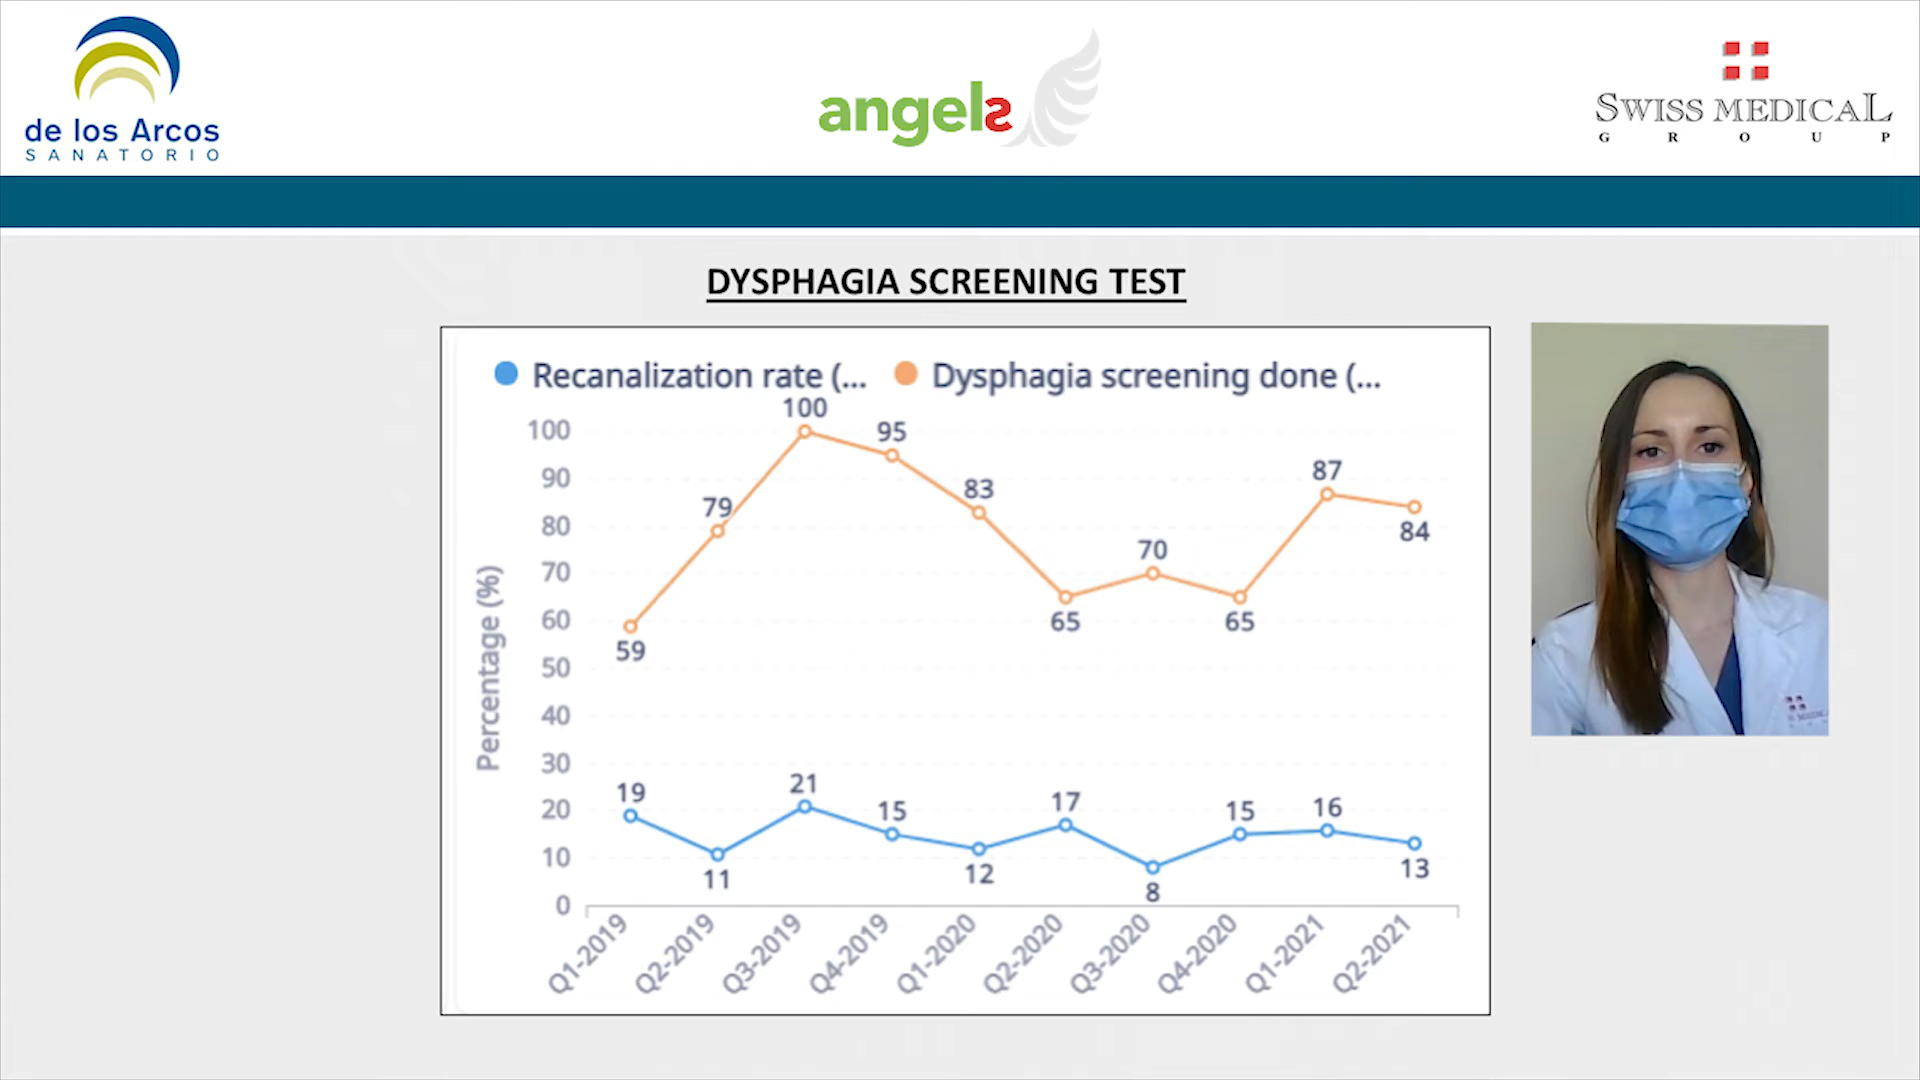 de los Arcos
SANATORIO
angels
SWISS MEDICAL
GROUP
DYSPHAGIA SCREENING TEST
Recanalization rate (...
Dysphagia screening done (...
Percentage (%)
100
90
80
70
60
50
40
30
20
10
0
59
79
100
95
83
65
70
65
87
84
19
11
21
15
12
17
8
15
16
13
Q1-2019
Q2-2019
Q3-2019
Q4-2019
Q1-2020
Q2-2020
Q3-2020
Q4-2020
Q1-2021
Q2-2021